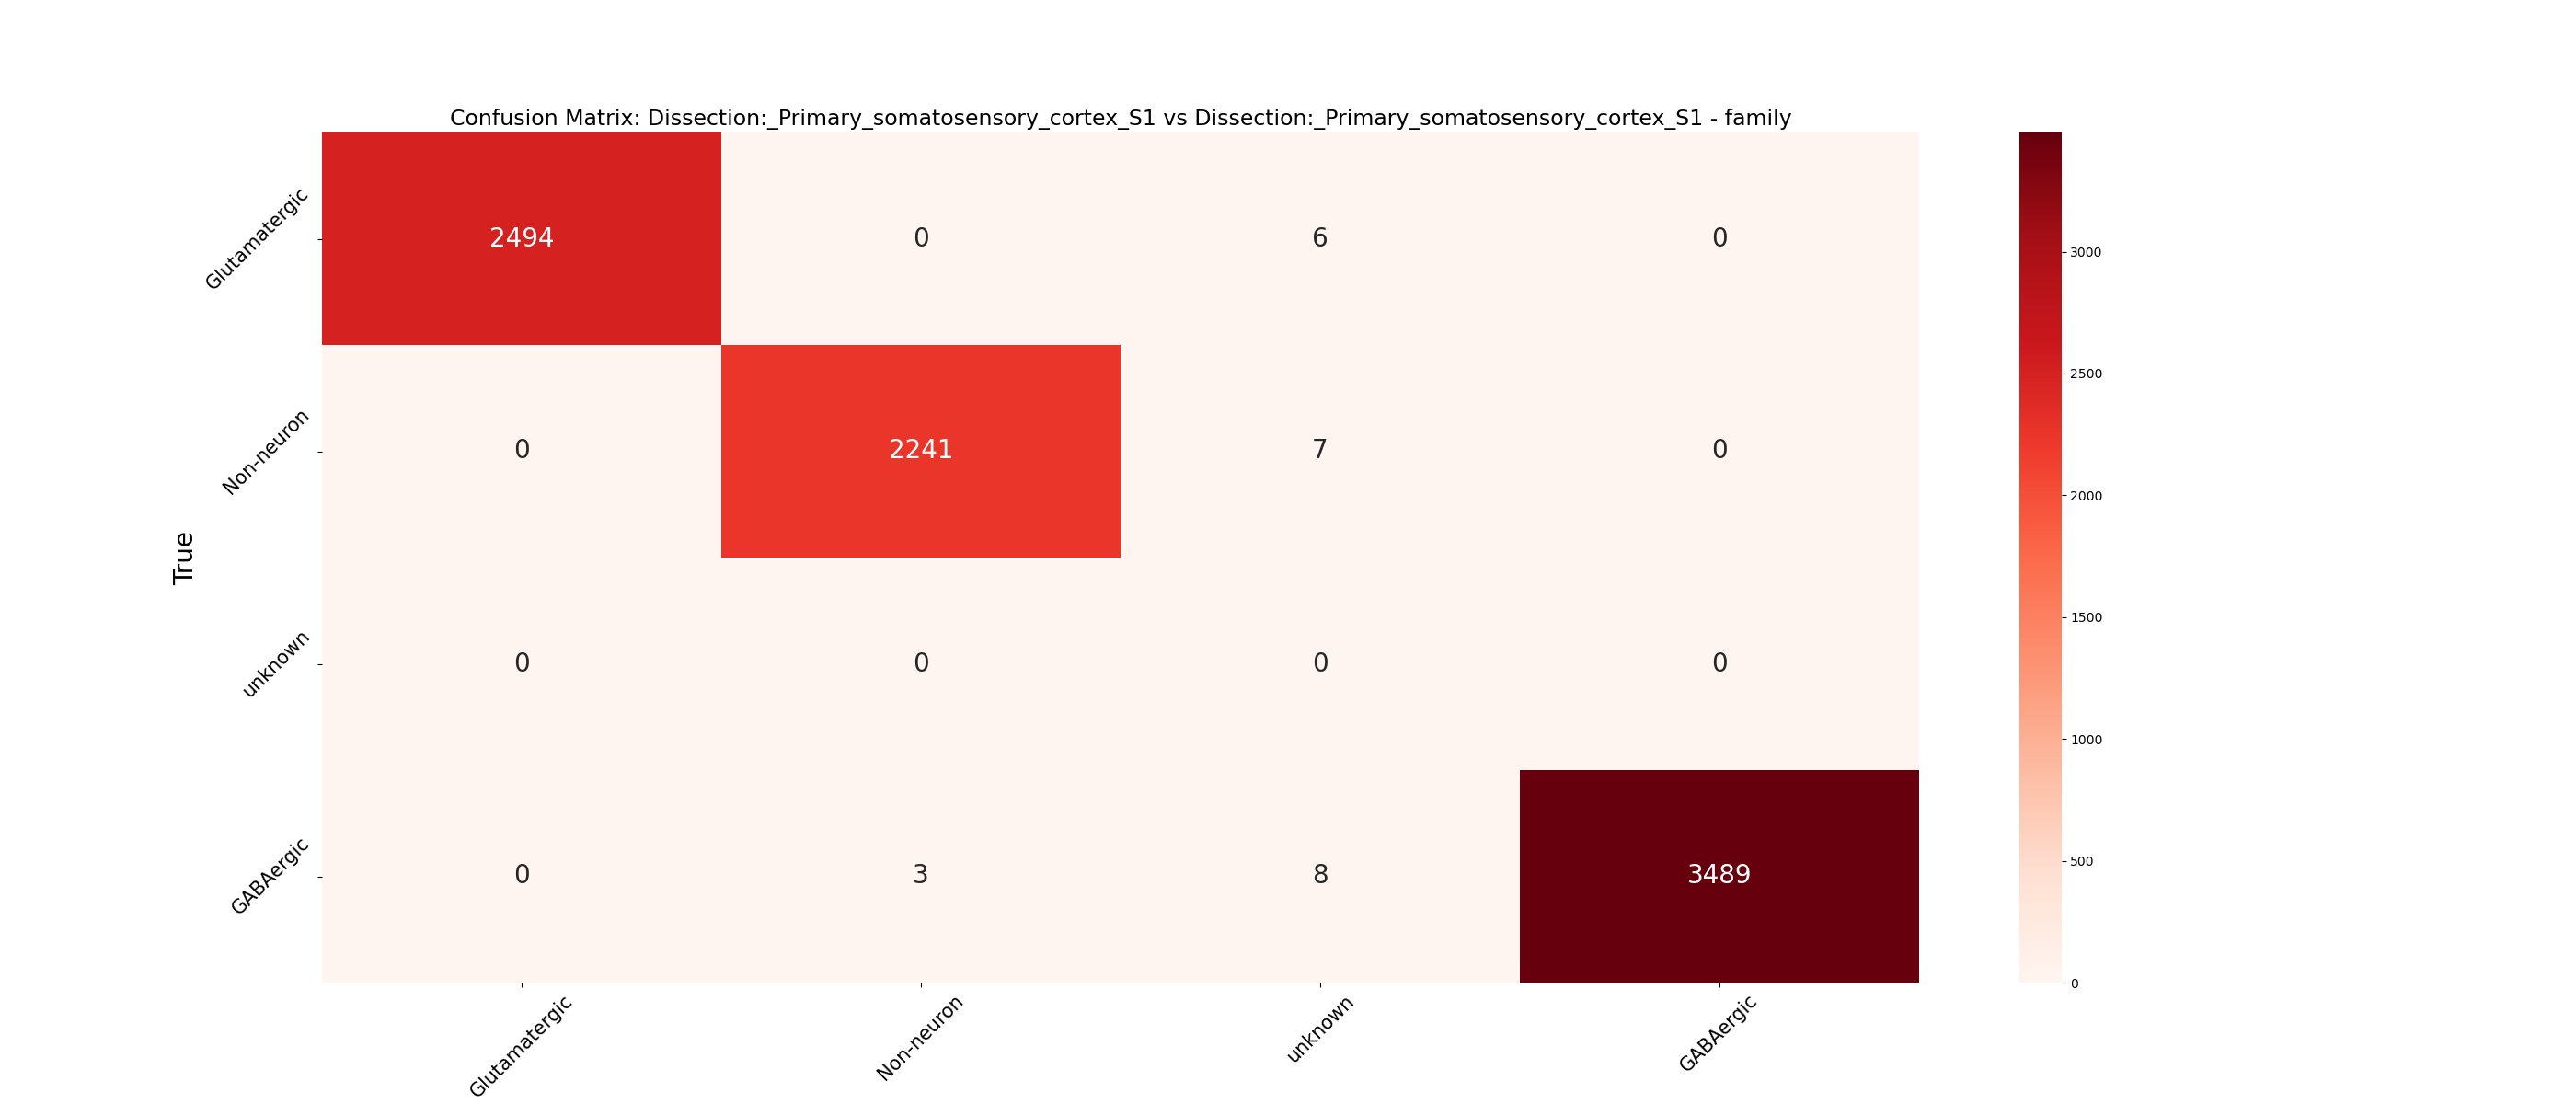 Confusion Matrix: Dissection:_Primary_somatosensory_cortex_S1 vs Dissection:_Primary_somatosensory_cortex_S1 - family
True
Glutamatergic
2494 0 6 0
Non-neuron
0 2241 7 0
unknown
0 0 0 0
GABAergic
0 3 8 3489
Glutamatergic Non-neuron unknown GABAergic
3000
2500
2000
1500
1000
500
0